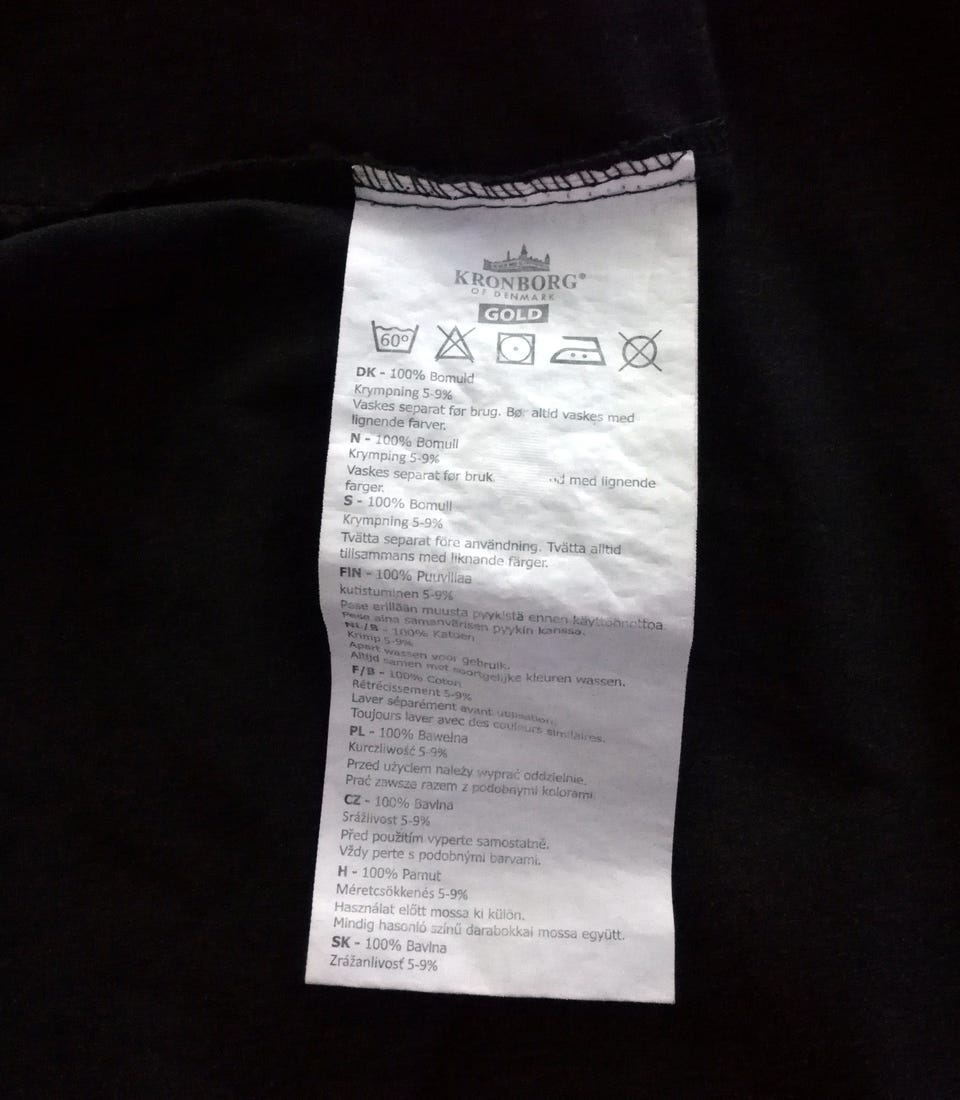 KRONBORG®
OF DENMARK
GOLD
60°
DK - 100% Bomuld
Krympning 5-9%
Vaskes separat før brug. Bør altid vaskes med
lignende farver.
N - 100% Bomull
Krymping 5-9%
Vaskes separat før bruk. med lignende
farger.
S - 100% Bomull
Krympning 5-9%
Tvätta separat före användning. Tvätta alltid
tillsammans med liknande färger.
FIN - 100% Puuvillaa
kutistuminen 5-9%
Pese erillään muusta pyykistä ennen käyttöönottoa
Pese aina samanvärisen pyykin kanssa.
NL/B - 100% Katoen
Krimp 5-9%
Apart wassen voor gebruik.
Altijd samen met soortgelijke kleuren wassen.
F/B - 100% Coton
Rétrécissement 5-9%
Laver séparément avant utilisation.
Toujours laver avec des couleurs similaires.
PL - 100% Bawełna
Kurczliwość 5-9%
Przed użyciem należy wyprać oddzielnie.
Prać zawsze razem z podobnymi kolorami
CZ - 100% Bavlna
Srážlivost 5-9%
Před použitím vyperte samostatně.
Vždy perte s podobnými barvami.
H - 100% Pamut
Méretcsökkenés 5-9%
Használat előtt mossa ki külön.
Mindig hasonló színű darabokkal mossa együtt.
SK - 100% Bavlna
Zrážanlivosť 5-9%